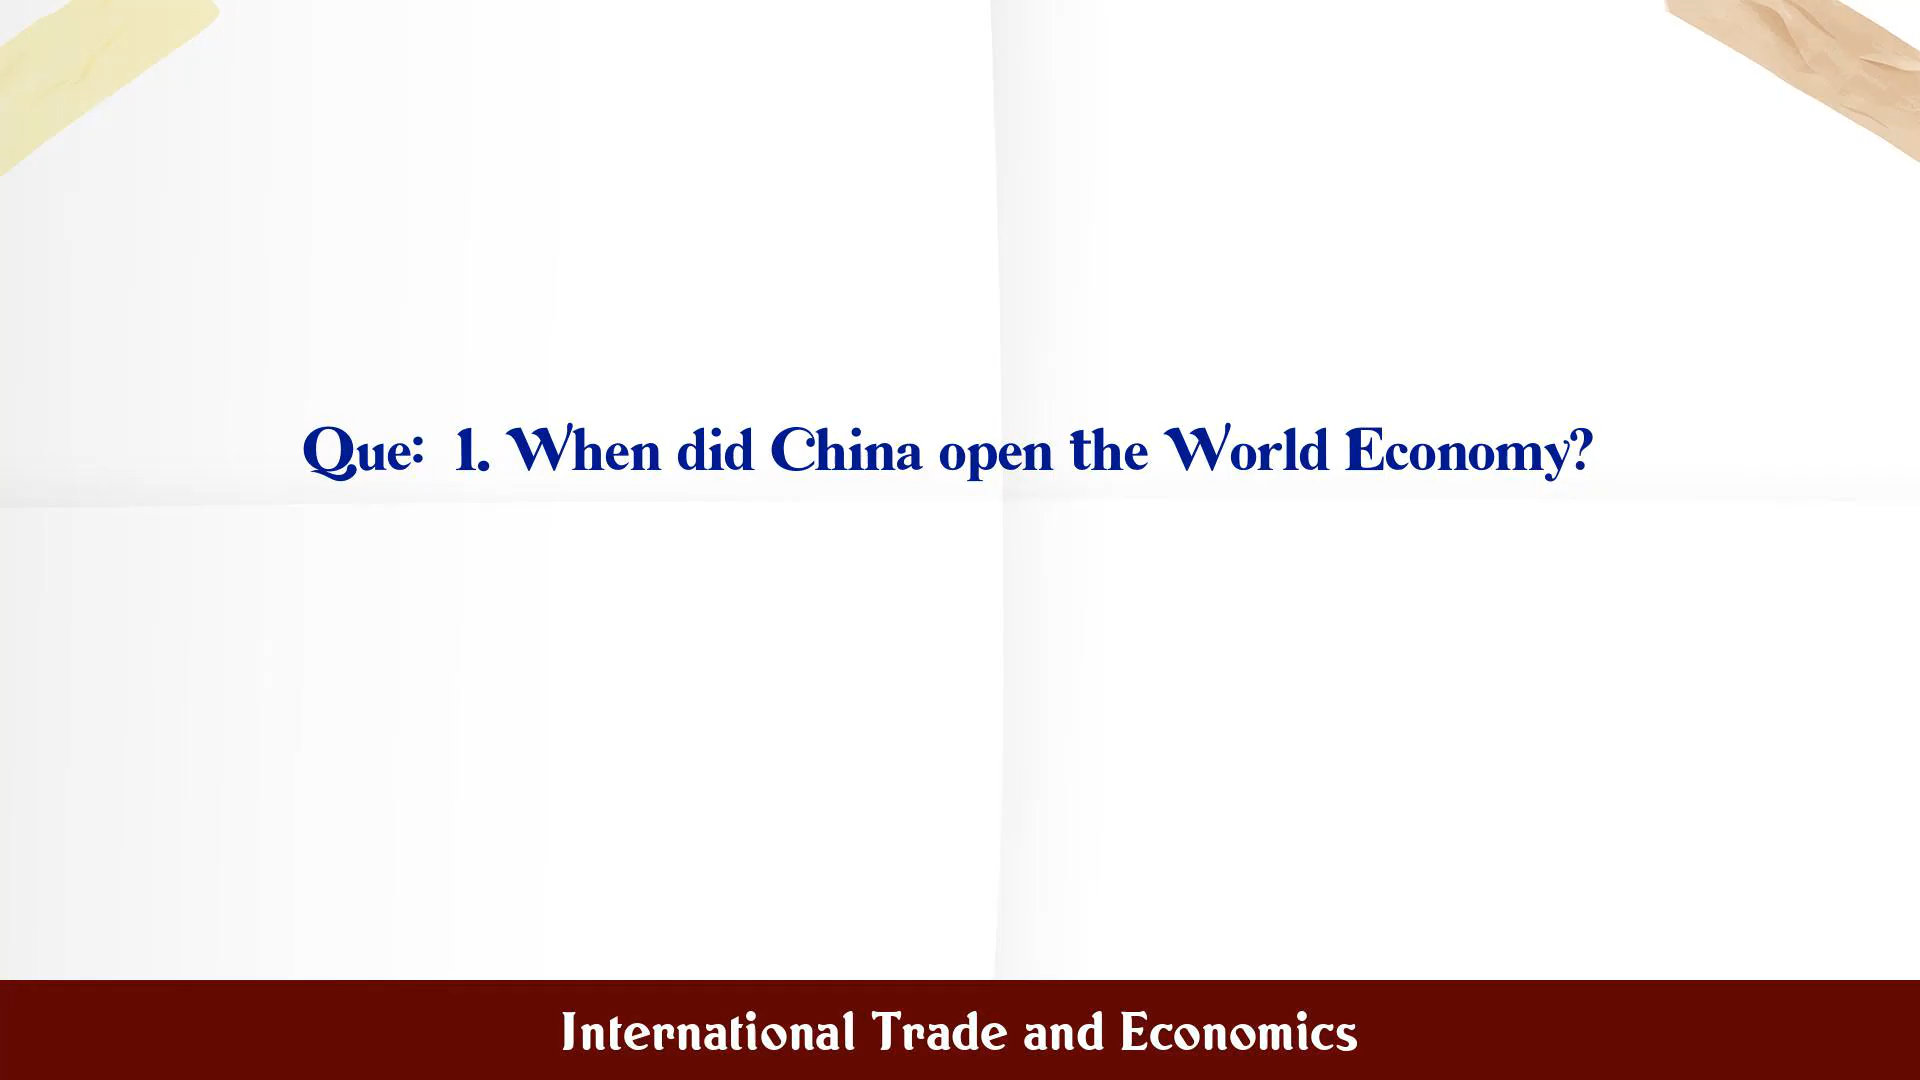 Que: 1. When did China open the World Economy?
International Trade and Economics